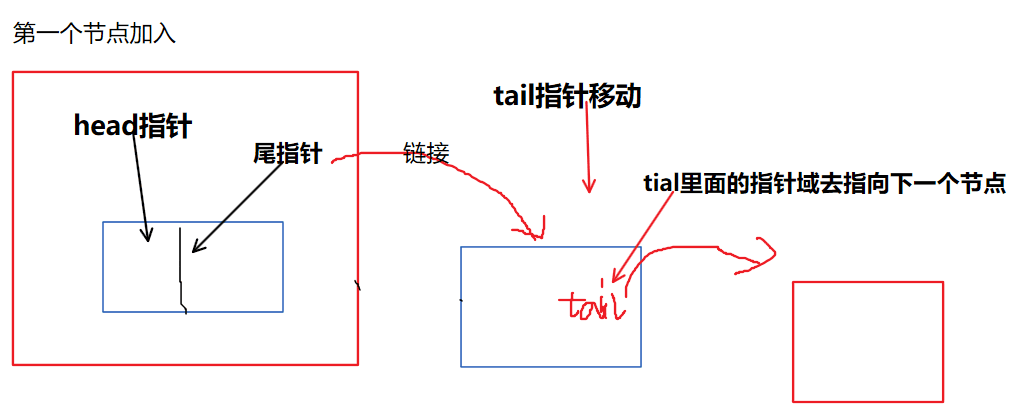 第一个节点加入
head指针
尾指针
链接
tail指针移动
tial里面的指针域去指向下一个节点
tail